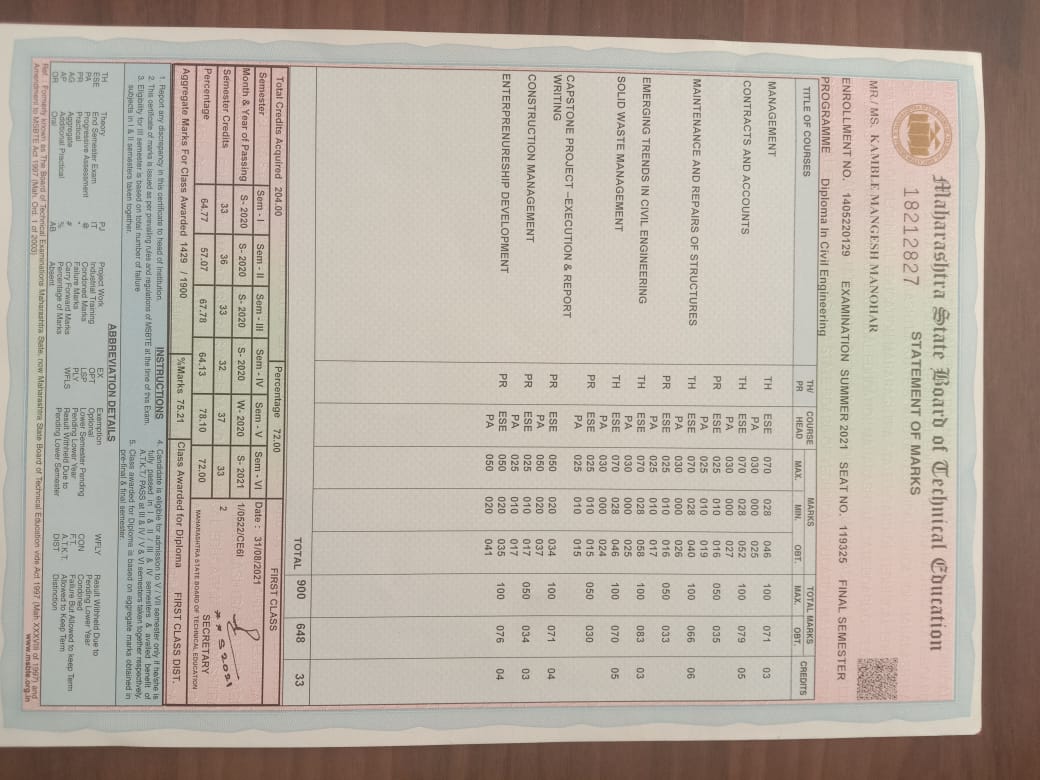 Maharashtra State Board of Technical Education
18212827
STATEMENT OF MARKS
MR / MS. KAMBLE MANGESH MANOHAR
ENROLLMENT NO. 1405220129 EXAMINATION SUMMER 2021 SEAT NO. 119325 FINAL SEMESTER
PROGRAMME Diploma In Civil Engineering
TITLE OF COURSES TH/ PR COURSE HEAD MARKS MAX. MIN. OBT. TOTAL MARKS MAX. OBT. CREDITS
MANAGEMENT TH ESE 070 028 046 100 071 03
PA 030 000 025
CONTRACTS AND ACCOUNTS TH ESE 070 028 052 100 079 05
PA 030 000 027
PR ESE 025 010 016 050 035
PA 025 010 019
MAINTENANCE AND REPAIRS OF STRUCTURES TH ESE 070 028 040 100 066 06
PA 030 000 026
PR ESE 025 010 016 050 033
PA 025 010 017
EMERGING TRENDS IN CIVIL ENGINEERING TH ESE 070 028 058 100 083 03
PA 030 000 025
SOLID WASTE MANAGEMENT TH ESE 070 028 046 100 070 05
PA 030 000 024
PR ESE 025 010 015 050 030
PA 025 010 015
CAPSTONE PROJECT –EXECUTION & REPORT PR ESE 050 020 034 100 071 04
WRITING PA 050 020 037
CONSTRUCTION MANAGEMENT PR ESE 025 010 017 050 034 03
PA 025 010 017
ENTERPRENURESHIP DEVELOPMENT PR ESE 050 020 035 100 076 04
PA 050 020 041
TOTAL 900 648 33
Total Credits Acquired 204.00 Percentage 72.00 FIRST CLASS
Semester Sem - I Sem - II Sem - III Sem - IV Sem - V Sem - VI Date : 31/08/2021
Month & Year of Passing S- 2020 S- 2020 S- 2020 S- 2020 W- 2020 S- 2021 1/0522/CE6I
Semester Credits 33 36 33 32 37 33 2
Percentage 64.77 57.07 67.78 64.13 78.10 72.00 SECRETARY
MAHARASHTRA STATE BOARD OF TECHNICAL EDUCATION
Aggregate Marks For Class Awarded 1429 / 1900 %Marks 75.21 Class Awarded for Diploma FIRST CLASS DIST.
INSTRUCTIONS
1. Report any discrepancy in this certificate to head of institution.
2. This certificate of marks is issued as per prevailing rules and regulations of MSBTE at the time of this Exam.
3. Eligibility for III semester is based on total number of failure
subjects in I & II semesters taken together.
4. Candidate is eligible for admission to V / VII semester only if he/she is
fully passed in I & II / III & IV semesters & availed benefit of
A.T.K.T./ PASS at III & IV / V & VI semesters taken together respectively.
5. Class awarded for Diploma is based on aggregate marks obtained in
pre-final & final semester.
ABBREVIATION DETAILS
TH Theory PJ Project Work EX Exemption WFLY Result Withheld Due to
ESE End Semester Exam IT Industrial Training OPT Optional Pending Lower Year
PA Progressive Assessment @ Condoned Marks LSP Lower Semester Pending CON Condoned
PR Practical * Failure Marks PLY Pending Lower Year F.T. Failure But Allowed to keep Term
AG Aggregate # Carry Forward Marks WFLS Result Withheld Due to A.T.K.T. Allowed to Keep Term
AP Additional Practical % Percentage of Marks Pending Lower Semester DIST Distinction
OR Oral AB Absent
Ref. : Formerly known as The Board of Technical Examinations Maharashtra State, now Maharashtra State Board of Technical Education vide Act 1997 (Mah XXXVIII of 1997) and
Amendment to MSBTE Act 1997 (Mah. Ord. 1 of 2003)
www.msbte.org.in